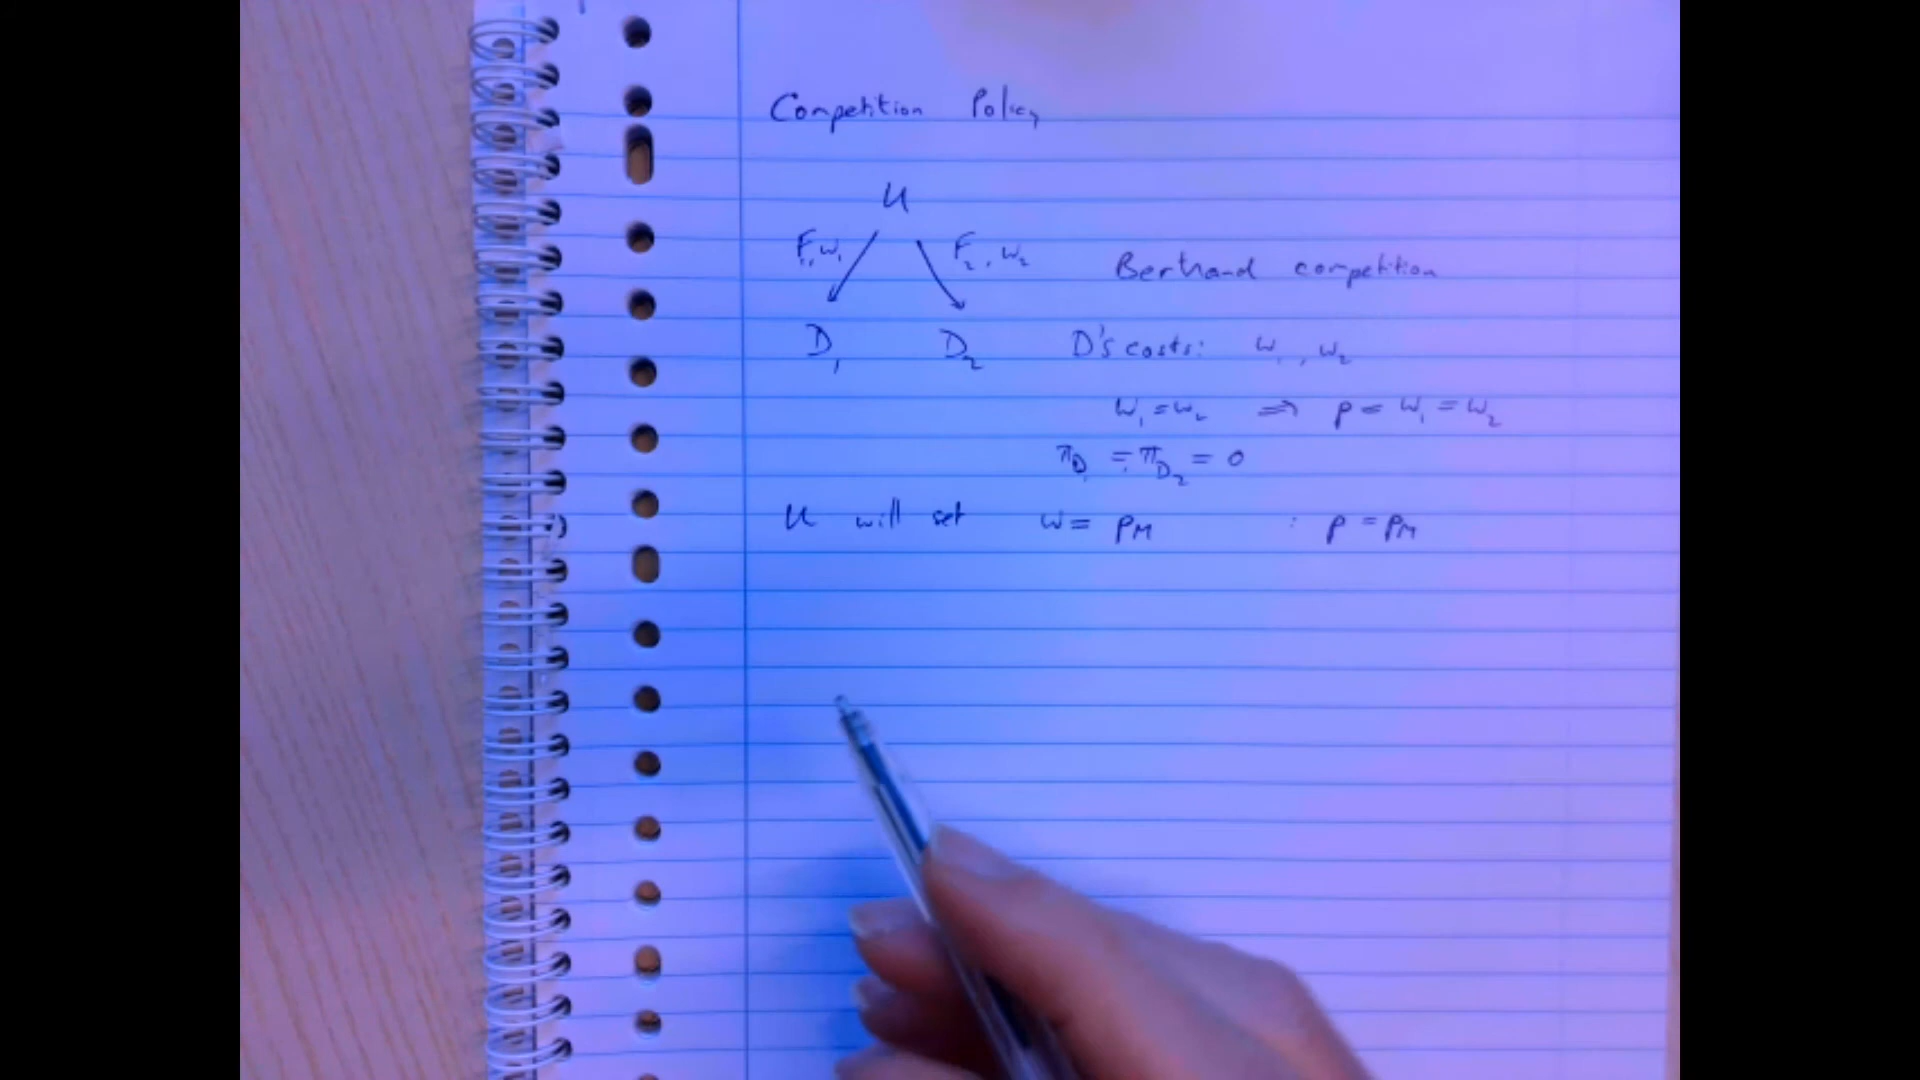 Competition Policy
U
F₁, w₁ F₂, w₂
Bertrand competition
D₁ D₂ D's costs: w₁, w₂
w₁ = w₂ ⇒ p = w₁ = w₂
π_D₁ = π_D₂ = 0
U will set w = p_M : p = p_M